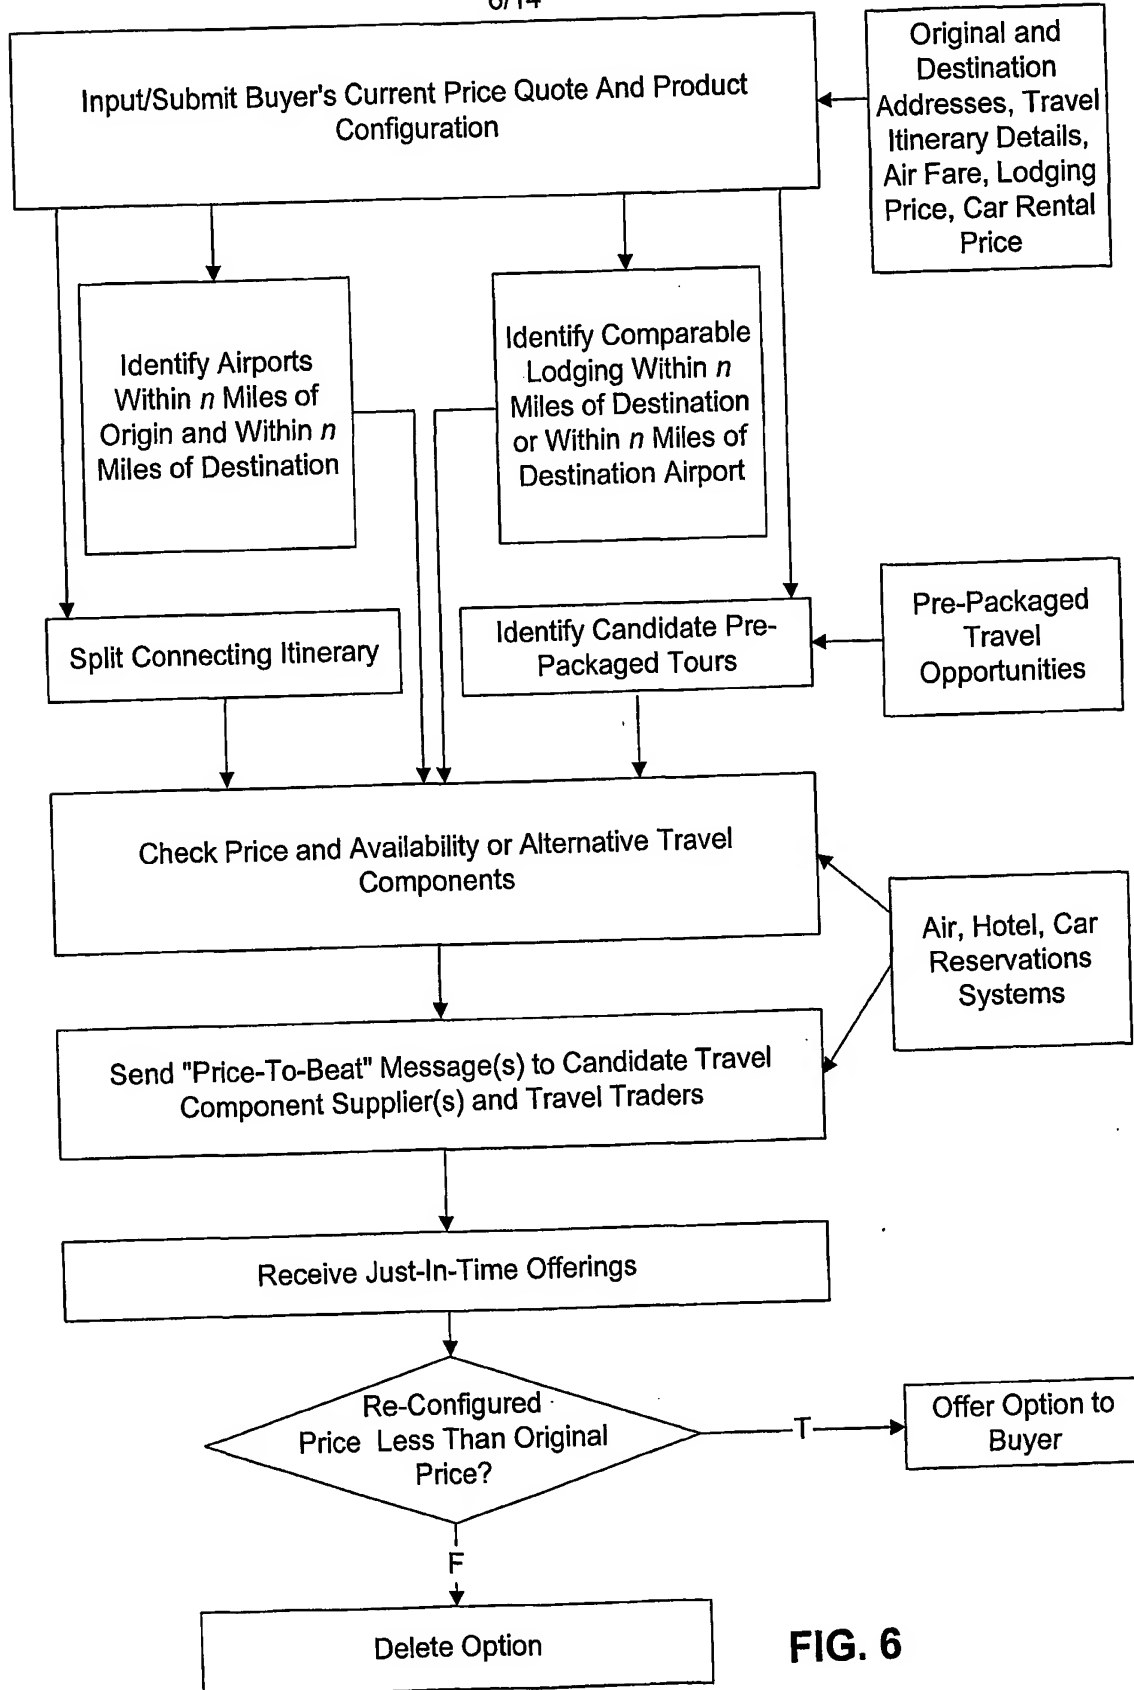 6/14
Input/Submit Buyer's Current Price Quote And Product
Configuration
Original and
Destination
Addresses, Travel
Itinerary Details,
Air Fare, Lodging
Price, Car Rental
Price
Identify Airports
Within n Miles of
Origin and Within n
Miles of Destination
Identify Comparable
Lodging Within n
Miles of Destination
or Within n Miles of
Destination Airport
Split Connecting Itinerary
Identify Candidate Pre-
Packaged Tours
Pre-Packaged
Travel
Opportunities
Check Price and Availability or Alternative Travel
Components
Air, Hotel, Car
Reservations
Systems
Send "Price-To-Beat" Message(s) to Candidate Travel
Component Supplier(s) and Travel Traders
Receive Just-In-Time Offerings
Re-Configured
Price Less Than Original
Price?
T
Offer Option to
Buyer
F
Delete Option
FIG. 6